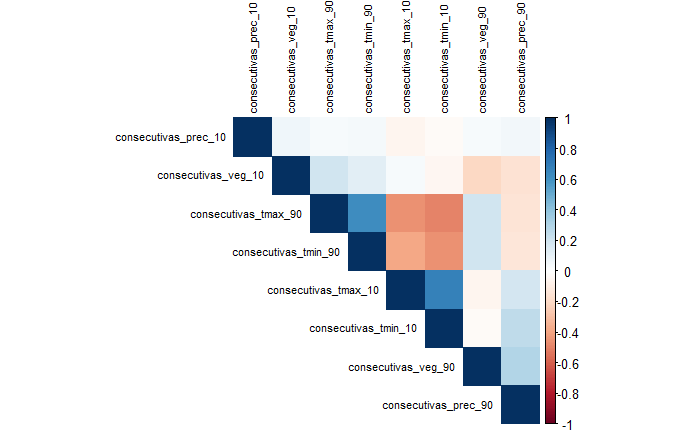 consecutivas_prec_10
consecutivas_veg_10
consecutivas_tmax_90
consecutivas_tmin_90
consecutivas_tmax_10
consecutivas_tmin_10
consecutivas_veg_90
consecutivas_prec_90
consecutivas_prec_10
consecutivas_veg_10
consecutivas_tmax_90
consecutivas_tmin_90
consecutivas_tmax_10
consecutivas_tmin_10
consecutivas_veg_90
consecutivas_prec_90
1
0.8
0.6
0.4
0.2
0
-0.2
-0.4
-0.6
-0.8
-1